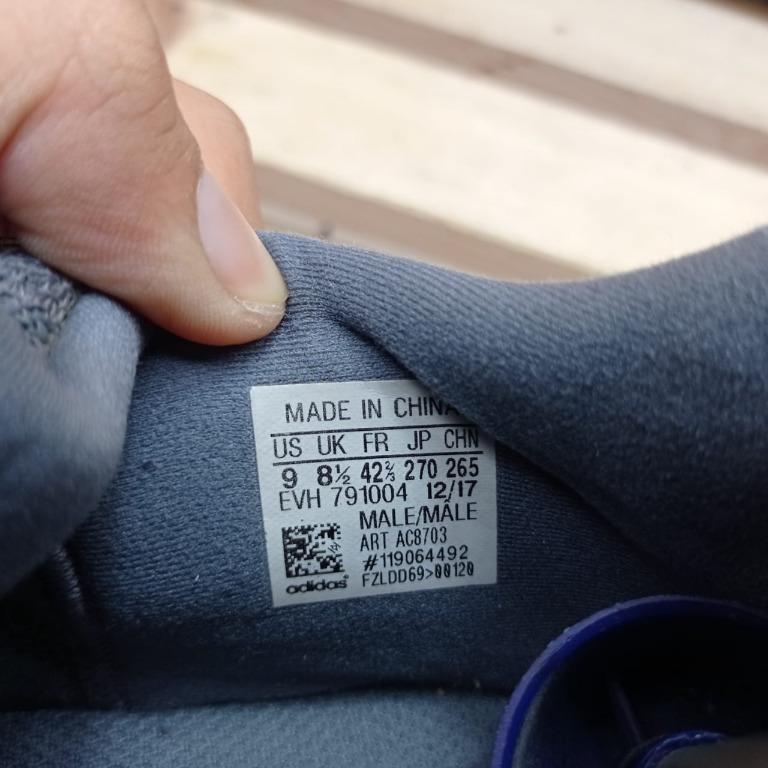 MADE IN CHINA
US UK FR JP CHN
9 8½ 42⅔ 270 265
EVH 791004 12/17
MALE/MÂLE
ART AC8703
#119064492
FZLDD69>00120
adidas